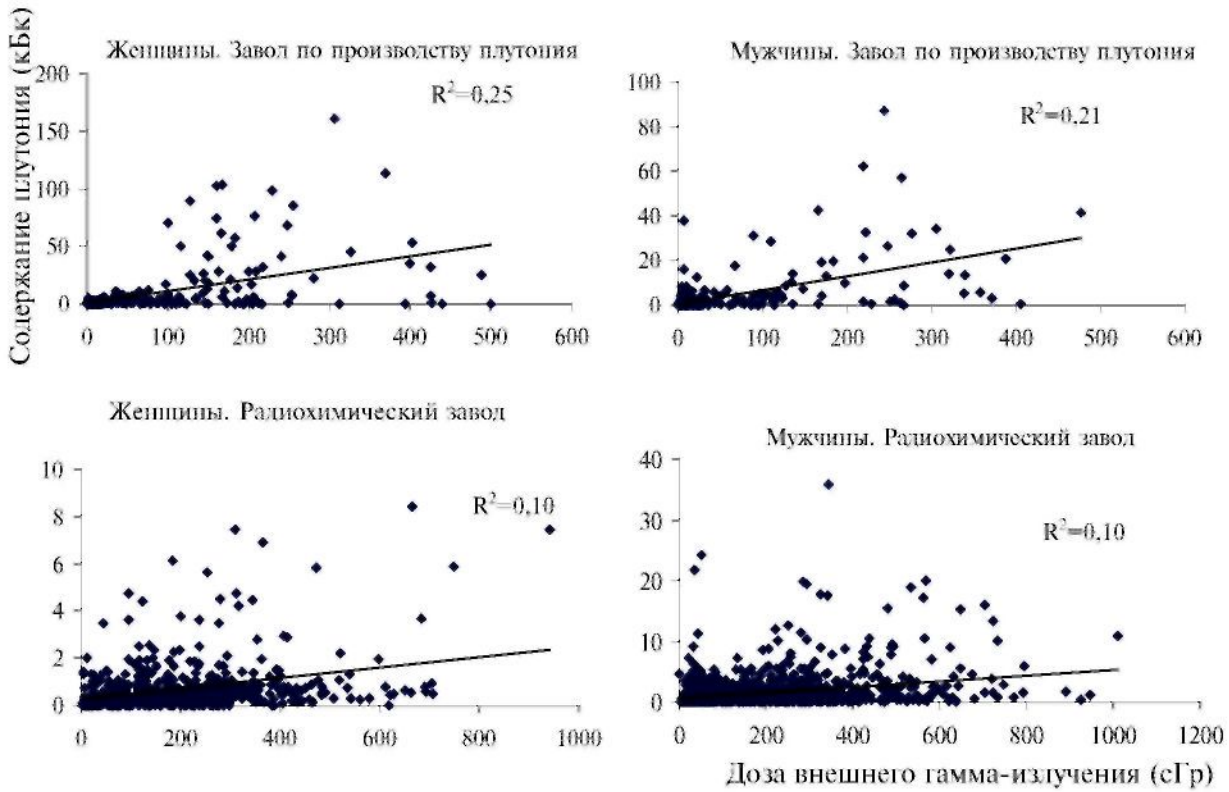 Содержание плутония (кБк)
Женщины. Завод по производству плутония
R²=0,25
200
150
100
50
0
0 100 200 300 400 500 600
Мужчины. Завод по производству плутония
R²=0,21
100
80
60
40
20
0
0 100 200 300 400 500 600
Женщины. Радиохимический завод
R²=0,10
10
8
6
4
2
0
0 200 400 600 800 1000
Мужчины. Радиохимический завод
R²=0,10
40
30
20
10
0
0 200 400 600 800 1000 1200
Доза внешнего гамма-излучения (сГр)